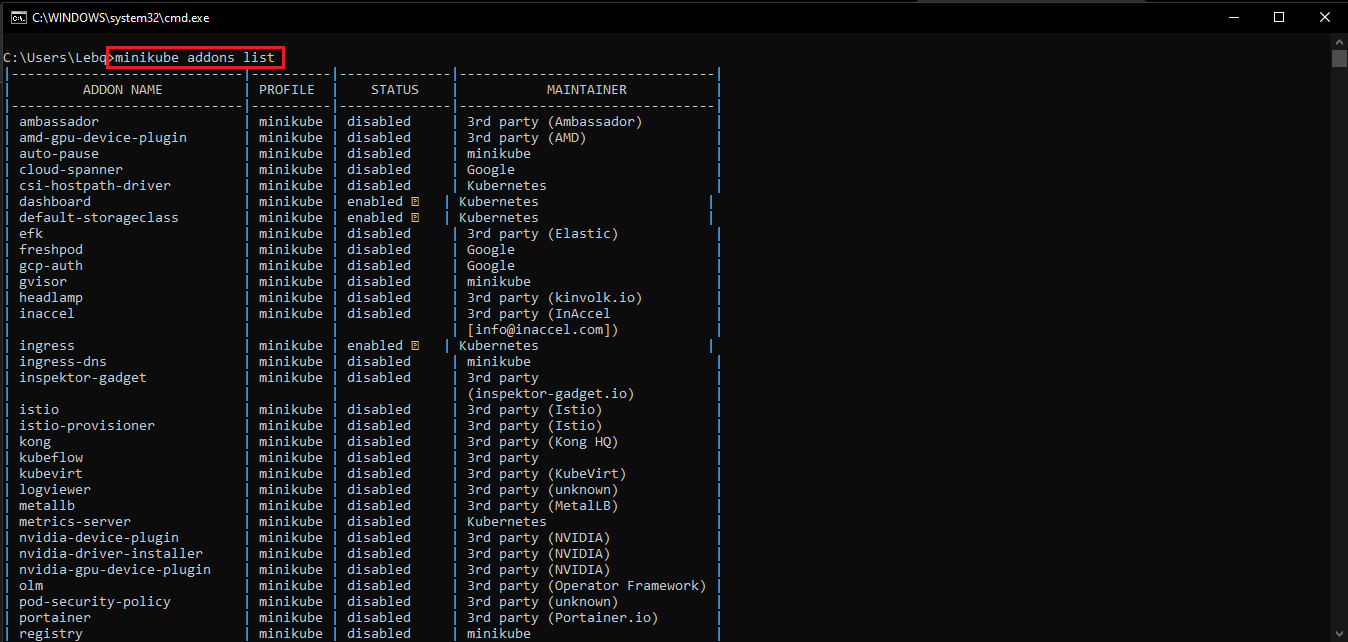 C:\WINDOWS\system32\cmd.exe
C:\Users\Lebq>minikube addons list
|-----------------------------|----------|--------------|--------------------------------|
| ADDON NAME | PROFILE | STATUS | MAINTAINER |
|-----------------------------|----------|--------------|--------------------------------|
| ambassador | minikube | disabled | 3rd party (Ambassador) |
| amd-gpu-device-plugin | minikube | disabled | 3rd party (AMD) |
| auto-pause | minikube | disabled | minikube |
| cloud-spanner | minikube | disabled | Google |
| csi-hostpath-driver | minikube | disabled | Kubernetes |
| dashboard | minikube | enabled | Kubernetes |
| default-storageclass | minikube | enabled | Kubernetes |
| efk | minikube | disabled | 3rd party (Elastic) |
| freshpod | minikube | disabled | Google |
| gcp-auth | minikube | disabled | Google |
| gvisor | minikube | disabled | minikube |
| headlamp | minikube | disabled | 3rd party (kinvolk.io) |
| inaccel | minikube | disabled | 3rd party (InAccel |
| | | | [info@inaccel.com]) |
| ingress | minikube | enabled | Kubernetes |
| ingress-dns | minikube | disabled | minikube |
| inspektor-gadget | minikube | disabled | 3rd party |
| | | | (inspektor-gadget.io) |
| istio | minikube | disabled | 3rd party (Istio) |
| istio-provisioner | minikube | disabled | 3rd party (Istio) |
| kong | minikube | disabled | 3rd party (Kong HQ) |
| kubeflow | minikube | disabled | 3rd party |
| kubevirt | minikube | disabled | 3rd party (KubeVirt) |
| logviewer | minikube | disabled | 3rd party (unknown) |
| metallb | minikube | disabled | 3rd party (MetalLB) |
| metrics-server | minikube | disabled | Kubernetes |
| nvidia-device-plugin | minikube | disabled | 3rd party (NVIDIA) |
| nvidia-driver-installer | minikube | disabled | 3rd party (NVIDIA) |
| nvidia-gpu-device-plugin | minikube | disabled | 3rd party (NVIDIA) |
| olm | minikube | disabled | 3rd party (Operator Framework) |
| pod-security-policy | minikube | disabled | 3rd party (unknown) |
| portainer | minikube | disabled | 3rd party (Portainer.io) |
| registry | minikube | disabled | minikube |